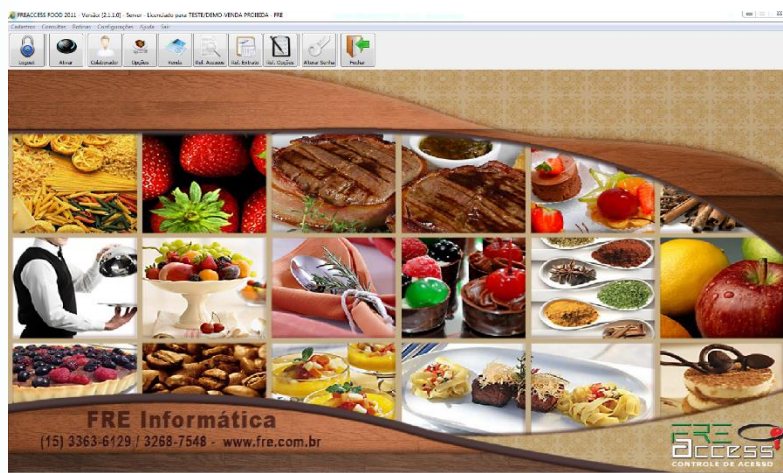 FREACCESS FOOD 2011 - Versão: [2.1.1.0] - Server - Licenciado para TESTE/DEMO VENDA PROIBIDA - FRE
Cadastros Consultas Rotinas Configurações Ajuda Sair
Logout Ativar Colaborador Opções Venda Rel. Acessos Rel. Extrato Rel. Opções Alterar Senha Fechar
FRE Informática
(15) 3363-6129 / 3268-7548 - www.fre.com.br
FRE
access
CONTROLE DE ACESSO